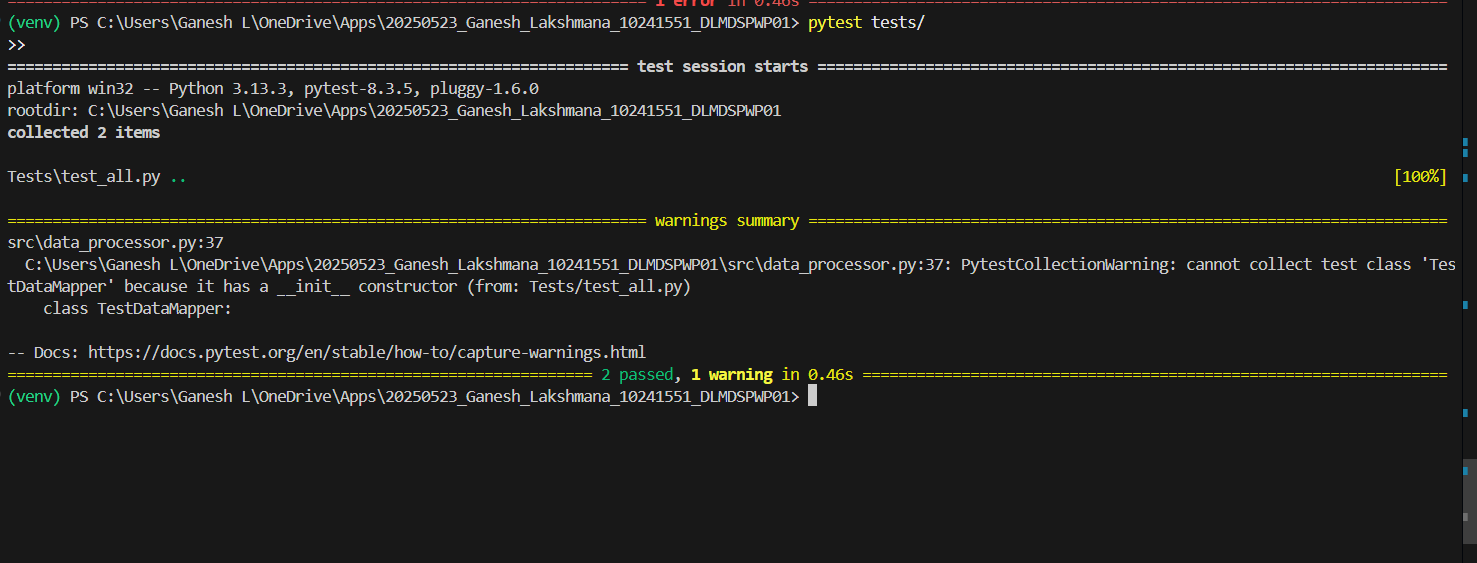 ============================ 1 error in 0.46s ============================
(venv) PS C:\Users\Ganesh L\OneDrive\Apps\20250523_Ganesh_Lakshmana_10241551_DLMDSPWP01> pytest tests/
>>
============================ test session starts ============================
platform win32 -- Python 3.13.3, pytest-8.3.5, pluggy-1.6.0
rootdir: C:\Users\Ganesh L\OneDrive\Apps\20250523_Ganesh_Lakshmana_10241551_DLMDSPWP01
collected 2 items
Tests\test_all.py .. [100%]
============================ warnings summary ============================
src\data_processor.py:37
C:\Users\Ganesh L\OneDrive\Apps\20250523_Ganesh_Lakshmana_10241551_DLMDSPWP01\src\data_processor.py:37: PytestCollectionWarning: cannot collect test class 'Tes
tDataMapper' because it has a __init__ constructor (from: Tests/test_all.py)
class TestDataMapper:
-- Docs: https://docs.pytest.org/en/stable/how-to/capture-warnings.html
============================ 2 passed, 1 warning in 0.46s ============================
(venv) PS C:\Users\Ganesh L\OneDrive\Apps\20250523_Ganesh_Lakshmana_10241551_DLMDSPWP01>